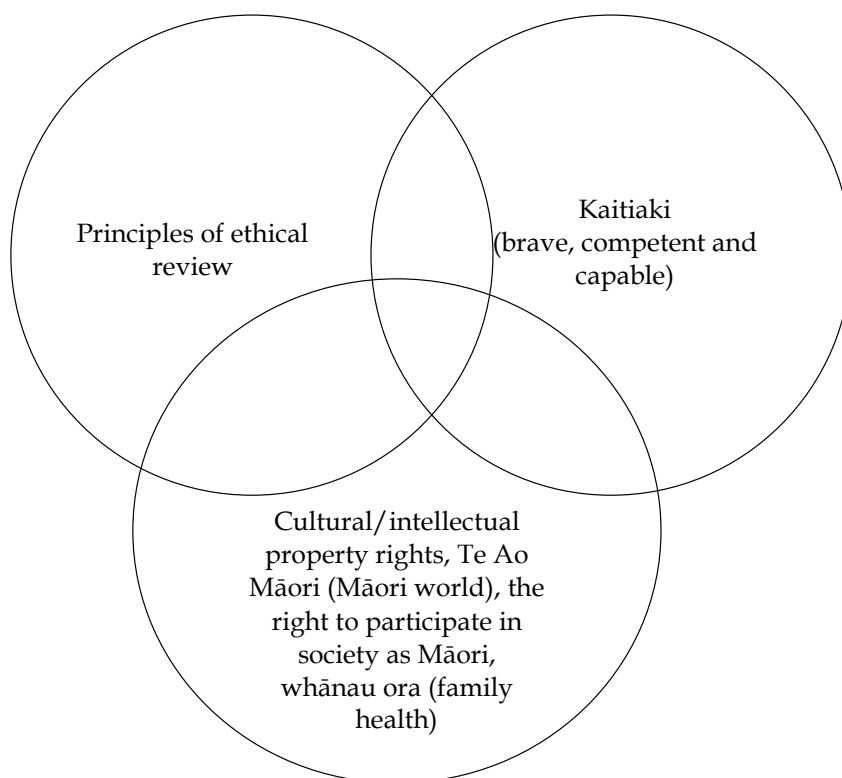 Principles of ethical
review
Kaitiaki
(brave, competent and
capable)
Cultural/intellectual
property rights, Te Ao
Māori (Māori world), the
right to participate in
society as Māori,
whānau ora (family
health)